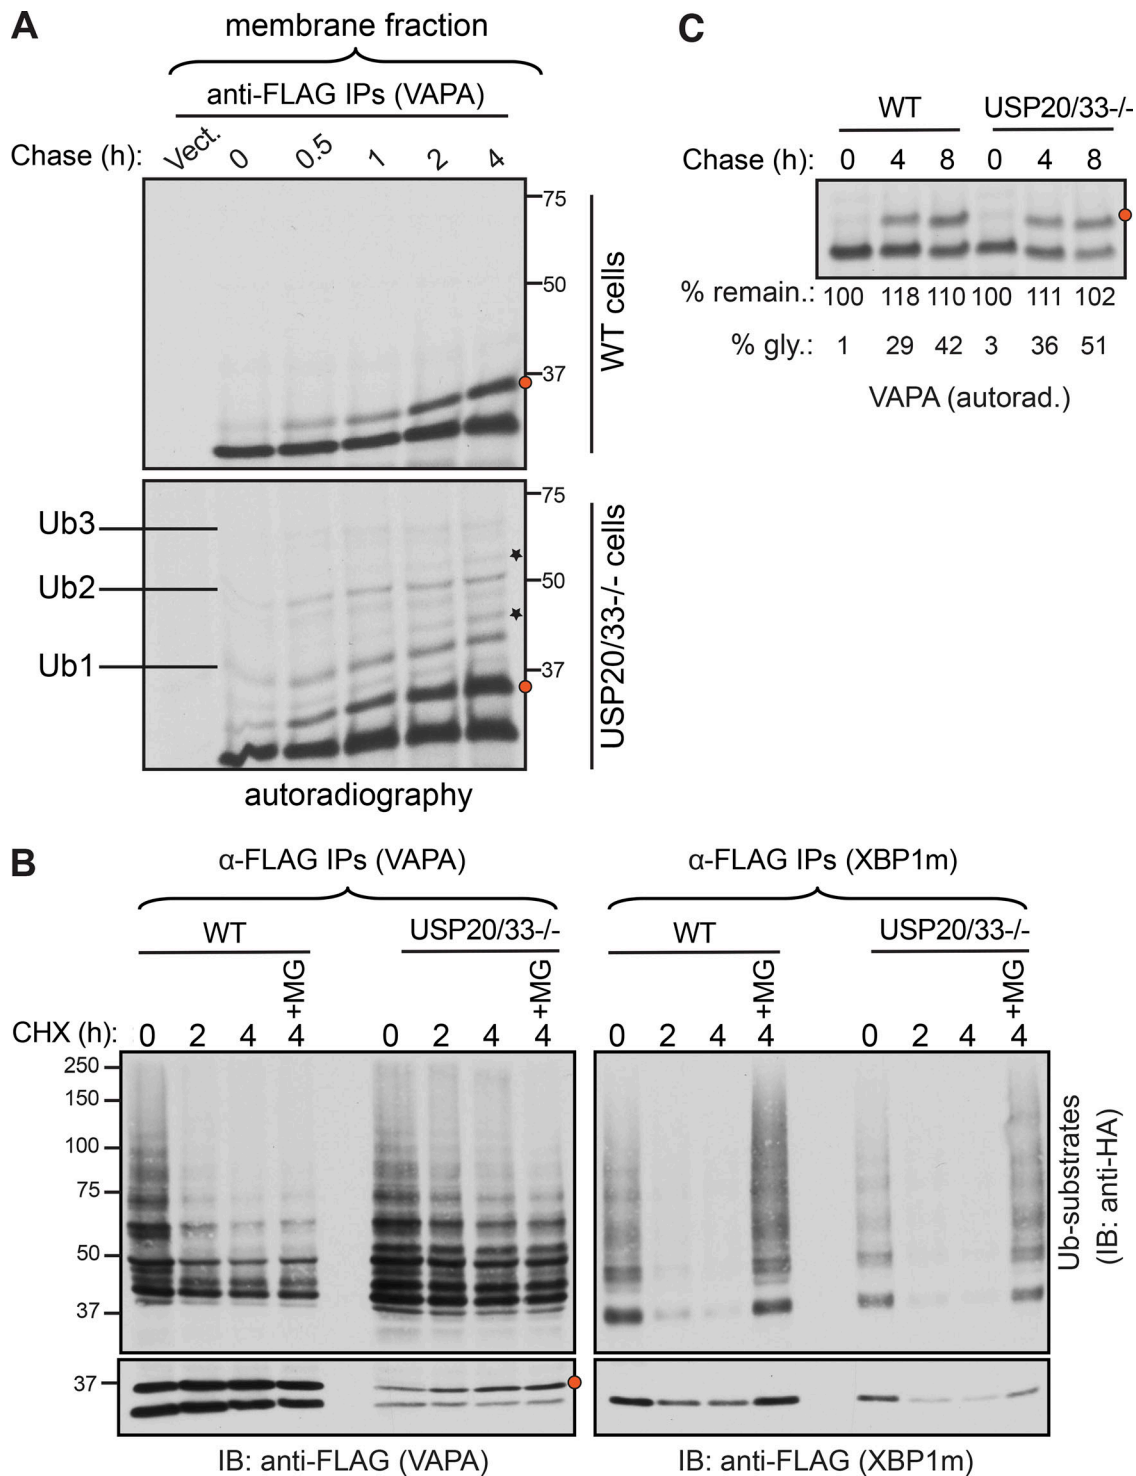 A
membrane fraction
anti-FLAG IPs (VAPA)
Chase (h): Vect. 0 0.5 1 2 4
75
50
37
WT cells
Ub3
Ub2
Ub1
75
50
37
USP20/33-/- cells
autoradiography
C
WT USP20/33-/-
Chase (h): 0 4 8 0 4 8
% remain.: 100 118 110 100 111 102
% gly.: 1 29 42 3 36 51
VAPA (autorad.)
B
α-FLAG IPs (VAPA)
WT USP20/33-/-
+MG +MG
CHX (h): 0 2 4 4 0 2 4 4
250
150
100
75
50
37
37
IB: anti-FLAG (VAPA)
α-FLAG IPs (XBP1m)
WT USP20/33-/-
+MG +MG
0 2 4 4 0 2 4 4
Ub-substrates
(IB: anti-HA)
IB: anti-FLAG (XBP1m)